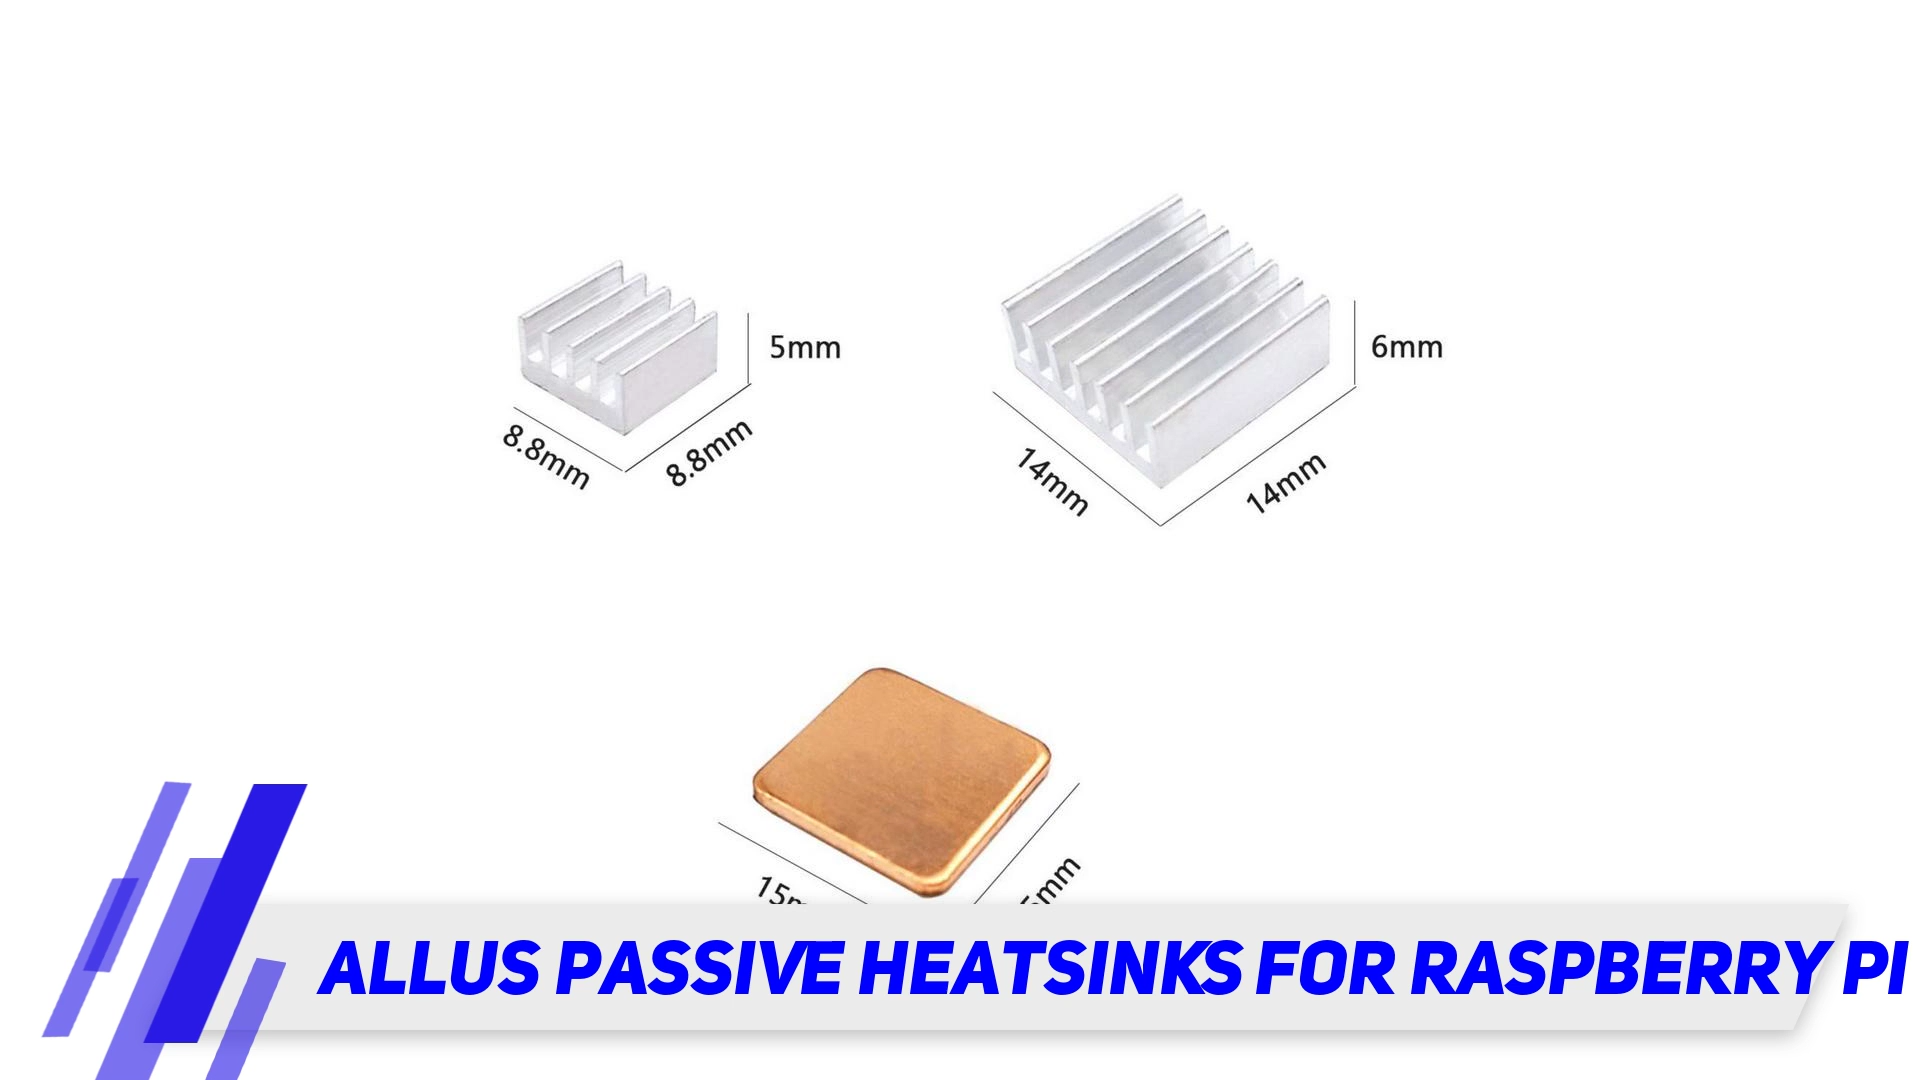 5mm
8.8mm
8.8mm
6mm
14mm
14mm
ALLUS PASSIVE HEATSINKS FOR RASPBERRY PI